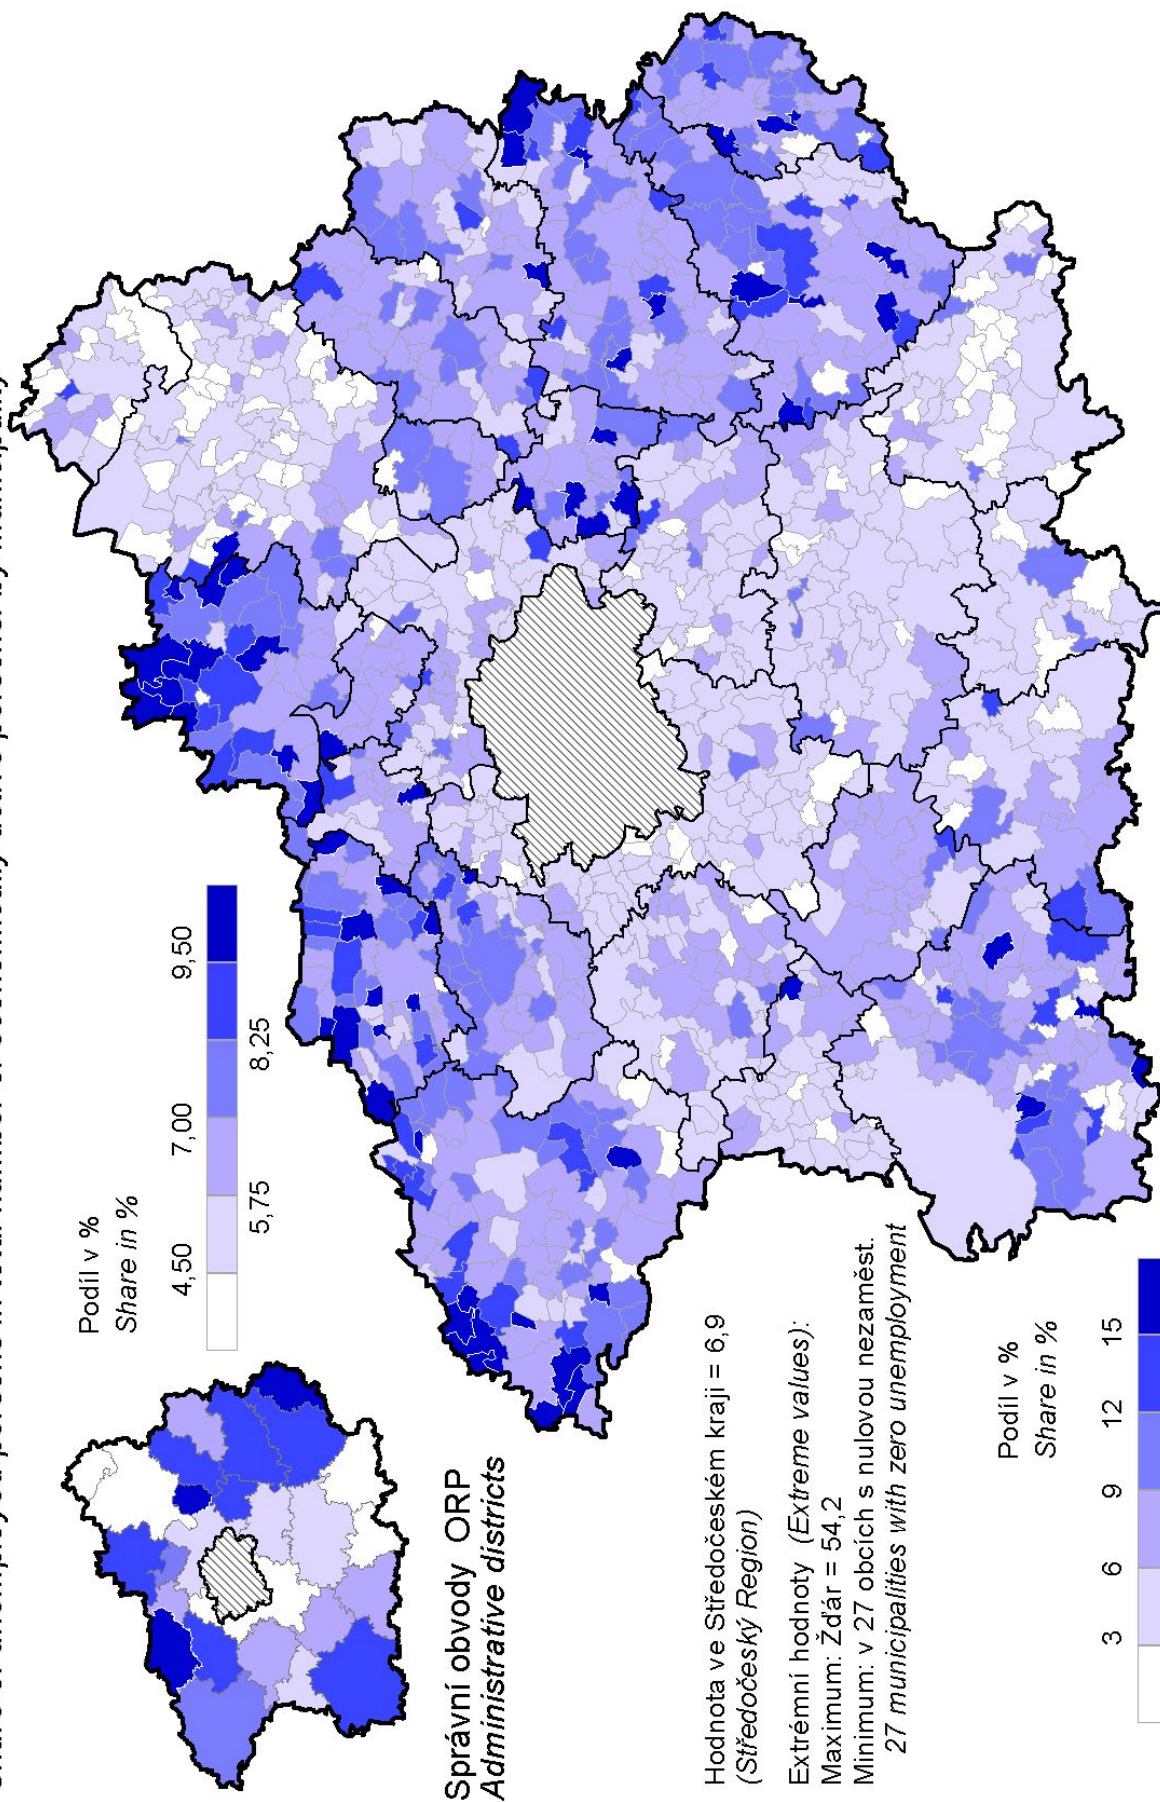 Podíl v %
Share in %
4,50 7,00 9,50
5,75 8,25
Správní obvody ORP
Administrative districts
Hodnota ve Středočeském kraji = 6,9
(Středočeský Region)
Extrémní hodnoty (Extreme values):
Maximum: Žďár = 54,2
Minimum: v 27 obcích s nulovou nezaměst.
27 municipalities with zero unemployment
Podíl v %
Share in %
3 6 9 12 15